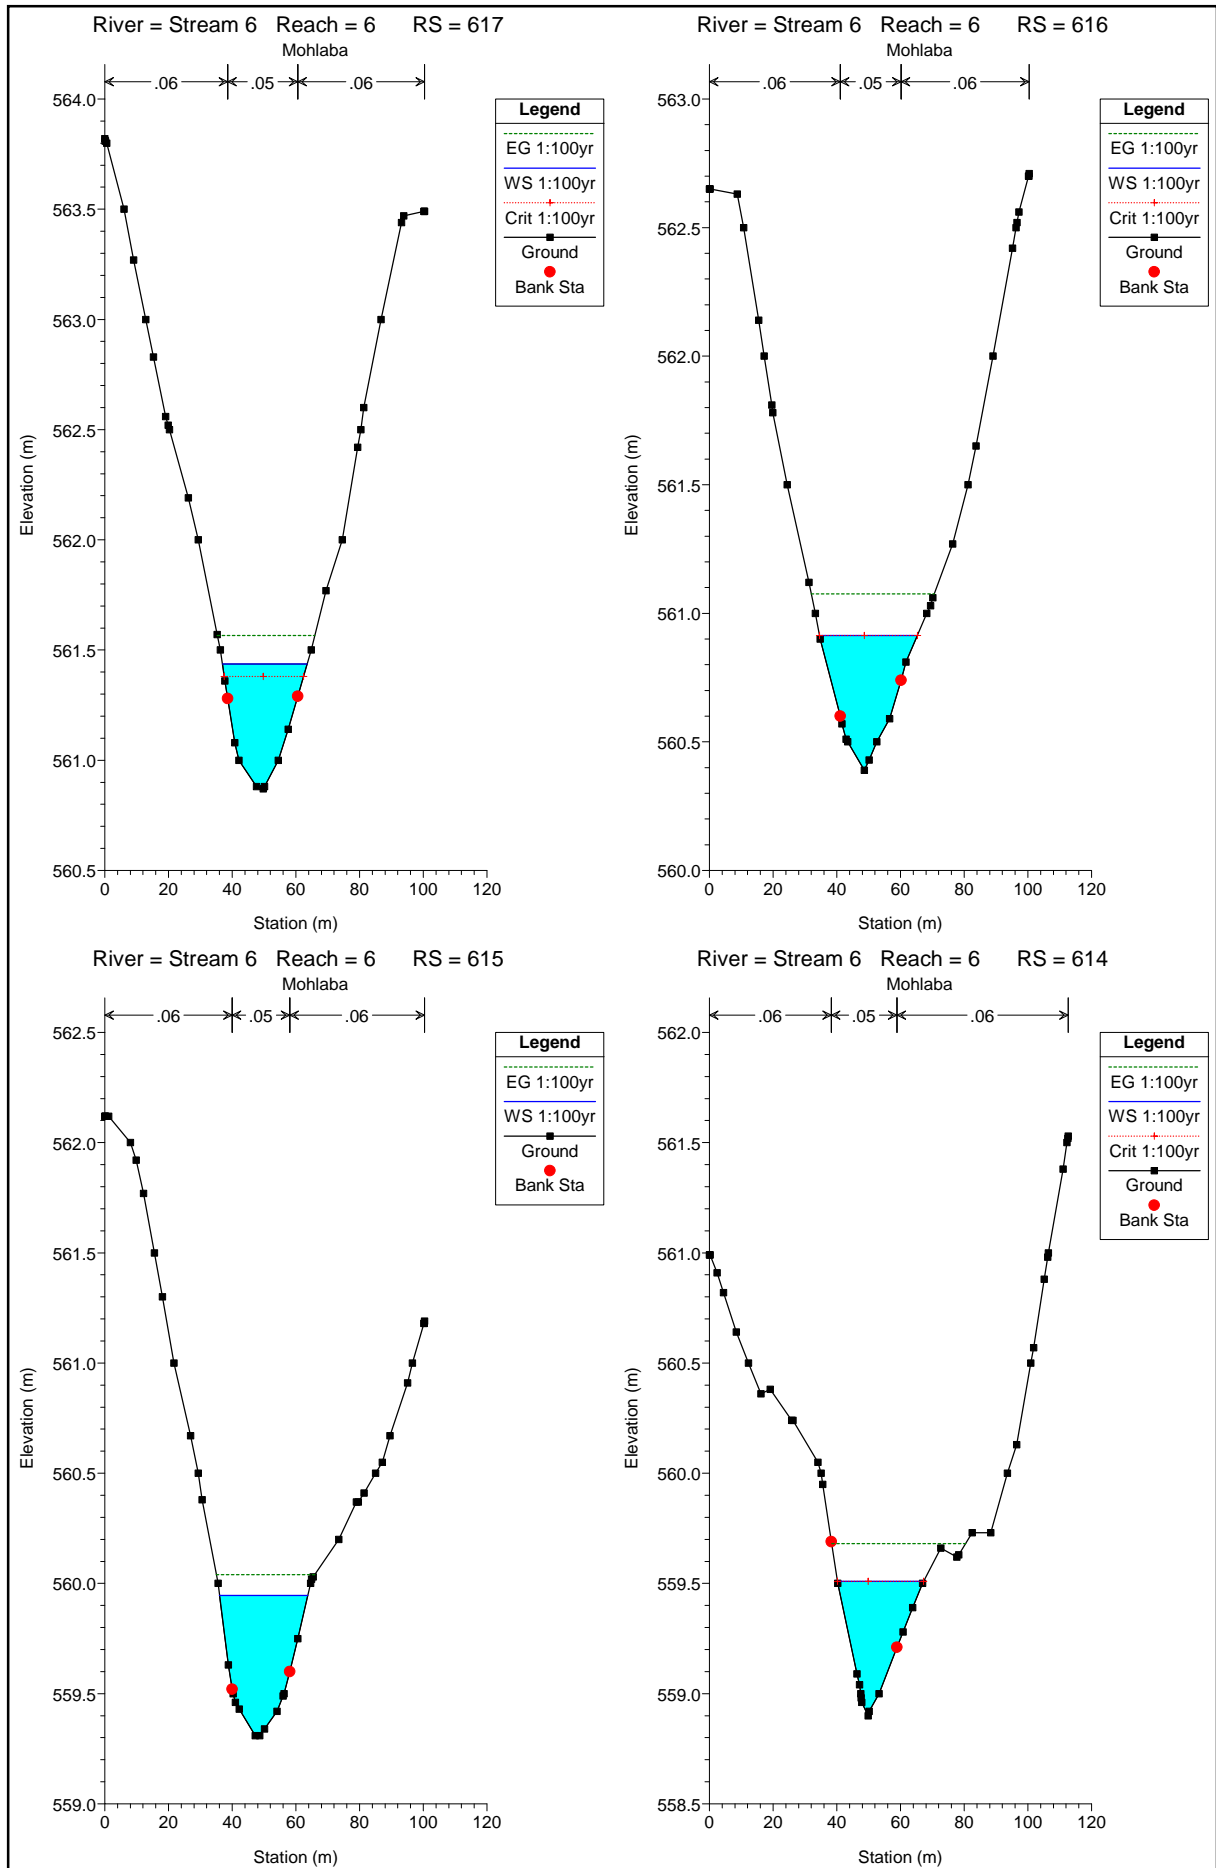 River = Stream 6 Reach = 6 RS = 617
Mohlaba
.06 .05 .06
564.0
563.5
563.0
562.5
562.0
561.5
561.0
560.5
Elevation (m)
0 20 40 60 80 100 120
Station (m)
Legend
EG 1:100yr
WS 1:100yr
Crit 1:100yr
Ground
Bank Sta
River = Stream 6 Reach = 6 RS = 616
Mohlaba
.06 .05 .06
563.0
562.5
562.0
561.5
561.0
560.5
560.0
Elevation (m)
0 20 40 60 80 100 120
Station (m)
Legend
EG 1:100yr
WS 1:100yr
Crit 1:100yr
Ground
Bank Sta
River = Stream 6 Reach = 6 RS = 615
Mohlaba
.06 .05 .06
562.5
562.0
561.5
561.0
560.5
560.0
559.5
559.0
Elevation (m)
0 20 40 60 80 100 120
Station (m)
Legend
EG 1:100yr
WS 1:100yr
Ground
Bank Sta
River = Stream 6 Reach = 6 RS = 614
Mohlaba
.06 .05 .06
562.0
561.5
561.0
560.5
560.0
559.5
559.0
558.5
Elevation (m)
0 20 40 60 80 100 120
Station (m)
Legend
EG 1:100yr
WS 1:100yr
Crit 1:100yr
Ground
Bank Sta